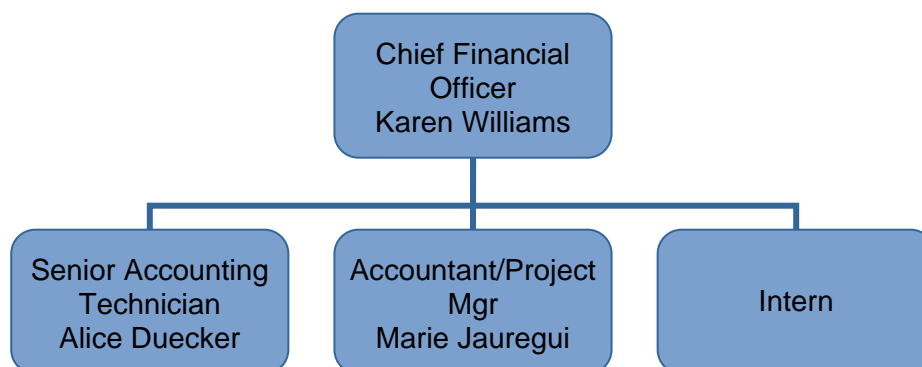 Chief Financial
Officer
Karen Williams
Senior Accounting
Technician
Alice Duecker
Accountant/Project
Mgr
Marie Jauregui
Intern